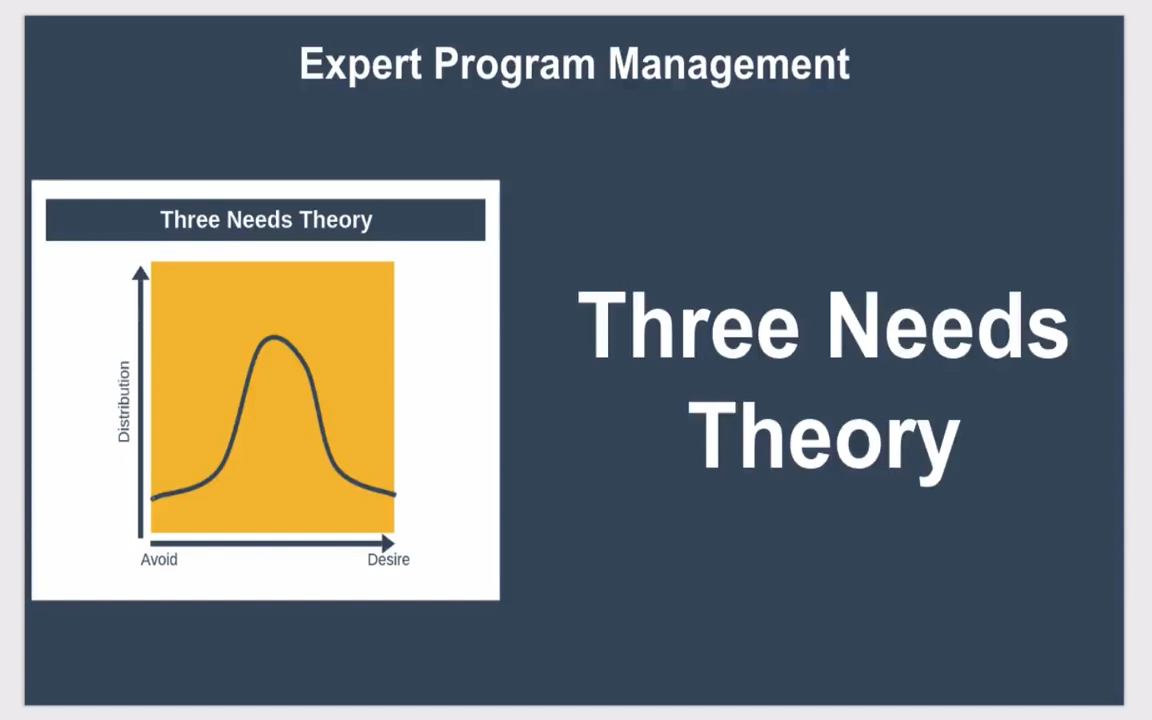 Expert Program Management
Three Needs Theory
Distribution
Avoid
Desire
Three Needs
Theory